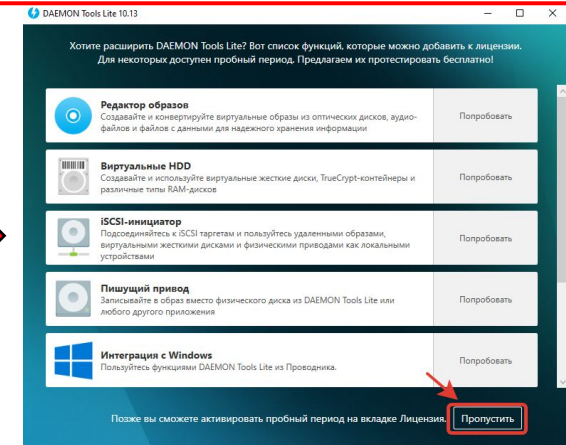 DAEMON Tools Lite 10.13
Хотите расширить DAEMON Tools Lite? Вот список функций, которые можно добавить к лицензии.
Для некоторых доступен пробный период. Предлагаем их протестировать бесплатно!
Редактор образов
Создавайте и конвертируйте виртуальные образы из оптических дисков, аудио-
файлов и файлов с данными для надежного хранения информации
Попробовать
Виртуальные HDD
Создавайте и используйте виртуальные жесткие диски, TrueCrypt-контейнеры и
различные типы RAM-дисков
Попробовать
iSCSI-инициатор
Подсоединяйтесь к iSCSI таргетам и пользуйтесь удаленными образами,
виртуальными жесткими дисками и физическими приводами как локальными
устройствами
Попробовать
Пишущий привод
Записывайте в образ вместо физического диска из DAEMON Tools Lite или
любого другого приложения
Попробовать
Интеграция с Windows
Пользуйтесь функциями DAEMON Tools Lite из Проводника.
Попробовать
Позже вы сможете активировать пробный период на вкладке Лицензия.
Пропустить